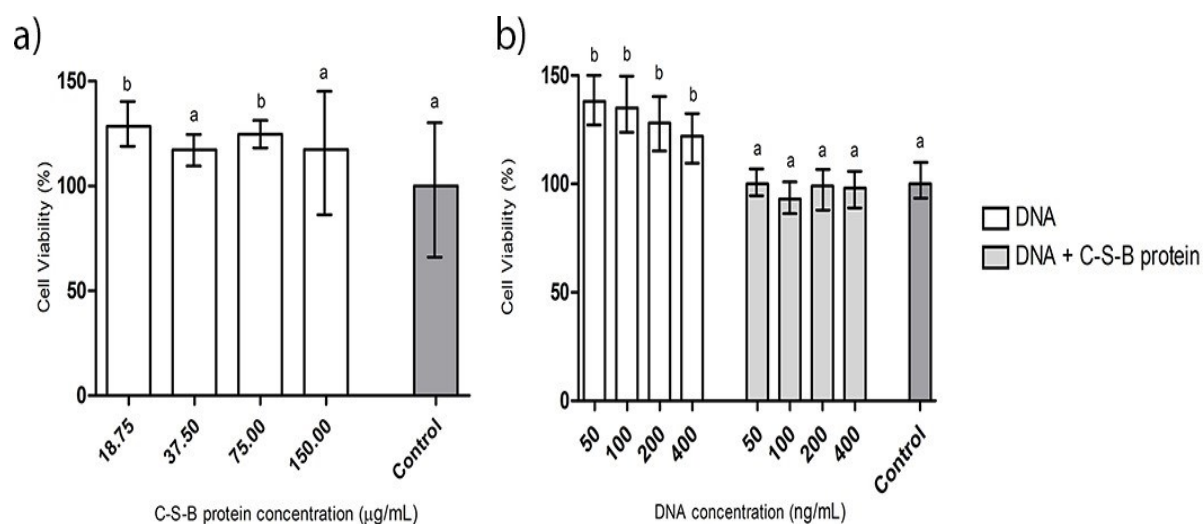 a)
b
a
b
a
a
150
100
50
0
Cell Viability (%)
18.75
37.50
75.00
150.00
Control
C-S-B protein concentration (μg/mL)
b)
b
b
b
b
a
a
a
a
a
150
100
50
0
Cell Viability (%)
50
100
200
400
50
100
200
400
Control
DNA concentration (ng/mL)
DNA
DNA + C-S-B protein